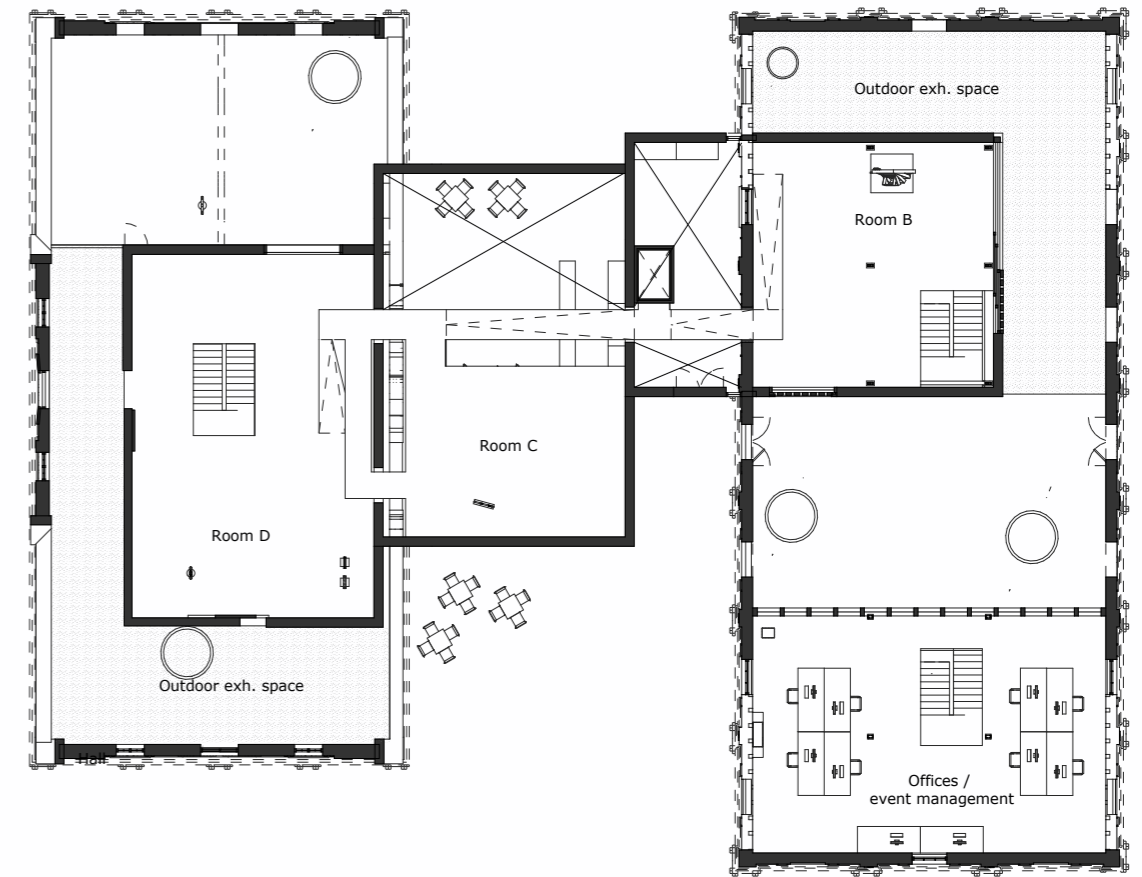 Outdoor exh. space
Room B
Room C
Room D
Outdoor exh. space
Hall
Offices /
event management